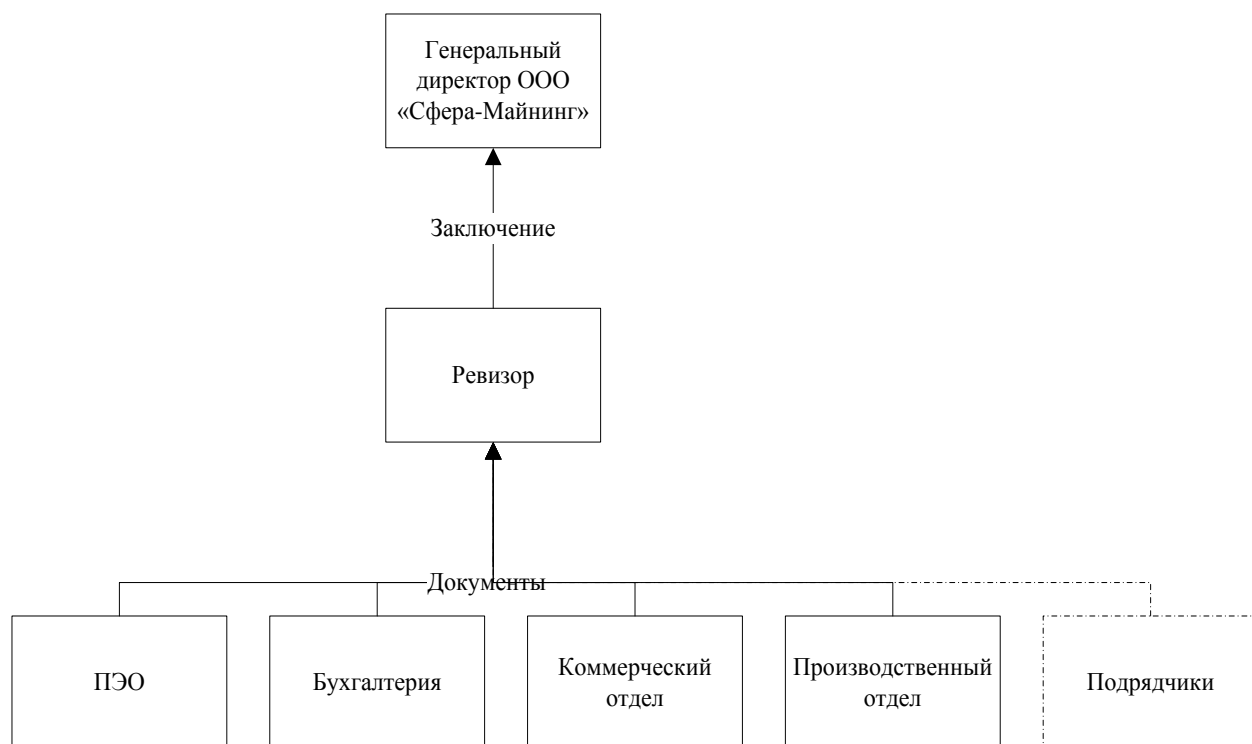 Генеральный
директор ООО
«Сфера-Майнинг»
Заключение
Ревизор
Документы
ПЭО
Бухгалтерия
Коммерческий
отдел
Производственный
отдел
Подрядчики